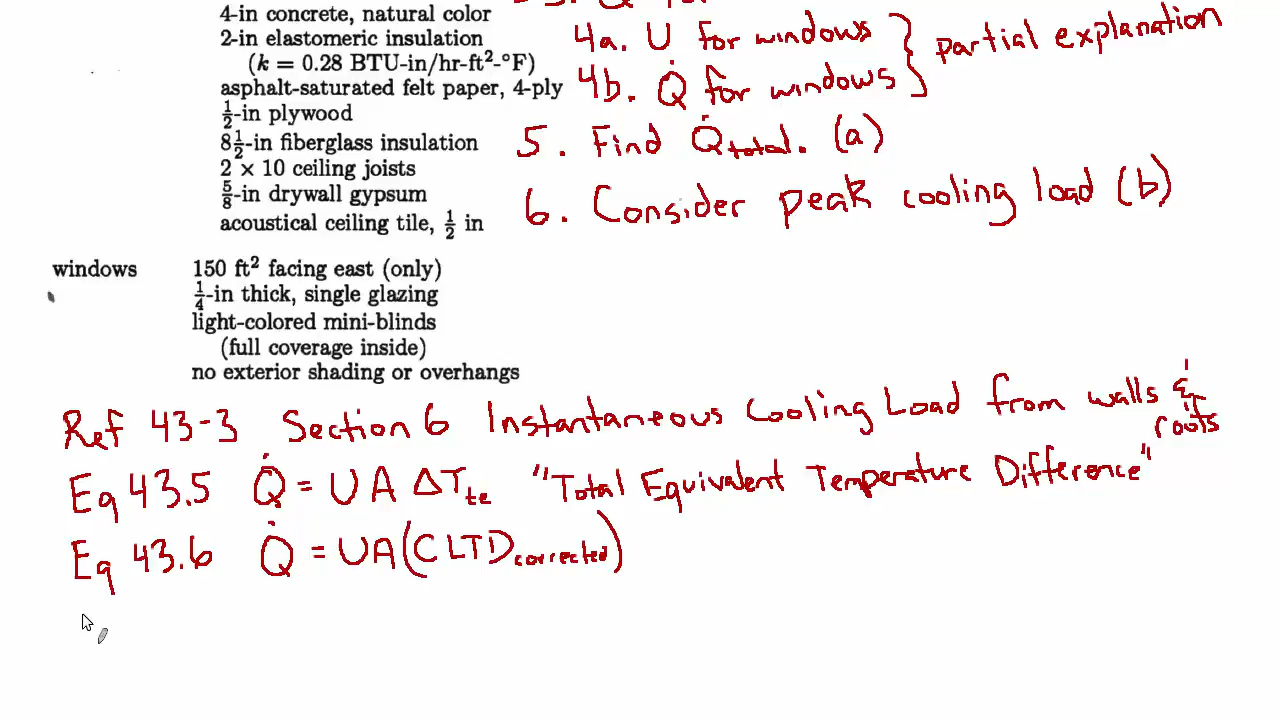 4-in concrete, natural color
2-in elastomeric insulation
(k = 0.28 BTU-in/hr-ft²-°F)
asphalt-saturated felt paper, 4-ply
1/2-in plywood
8 1/2-in fiberglass insulation
2 × 10 ceiling joists
5/8-in drywall gypsum
acoustical ceiling tile, 1/2 in
4a. U for windows
4b. Q̇ for windows
partial explanation
5. Find Q̇total. (a)
6. Consider peak cooling load (b)
windows 150 ft² facing east (only)
1/4-in thick, single glazing
light-colored mini-blinds
(full coverage inside)
no exterior shading or overhangs
Ref 43-3 Section 6 Instantaneous Cooling Load from walls &
roofs
Eq 43.5 Q̇ = UA ΔTte "Total Equivalent Temperature Difference"
Eq 43.6 Q̇ = UA(CLTDcorrected)